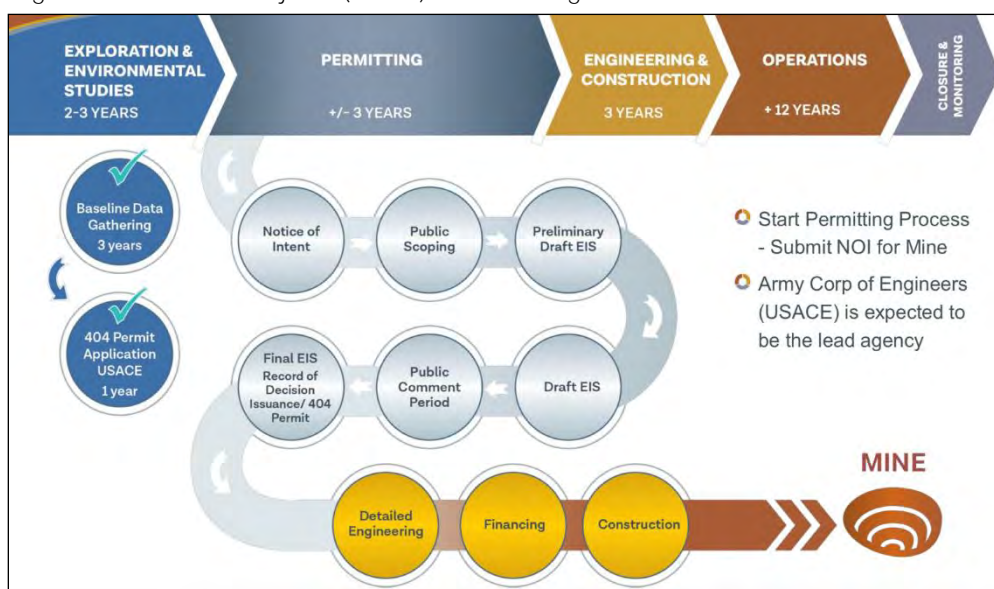 EXPLORATION &
ENVIRONMENTAL
STUDIES
2-3 YEARS
PERMITTING
+/- 3 YEARS
ENGINEERING &
CONSTRUCTION
3 YEARS
OPERATIONS
+ 12 YEARS
CLOSURE &
MONITORING
Baseline Data
Gathering
3 years
404 Permit
Application
USACE
1 year
Notice of
Intent
Public
Scoping
Preliminary
Draft EIS
Final EIS
Record of
Decision
Issuance/ 404
Permit
Public
Comment
Period
Draft EIS
Start Permitting Process
- Submit NOI for Mine
Army Corp of Engineers
(USACE) is expected to
be the lead agency
Detailed
Engineering
Financing
Construction
MINE